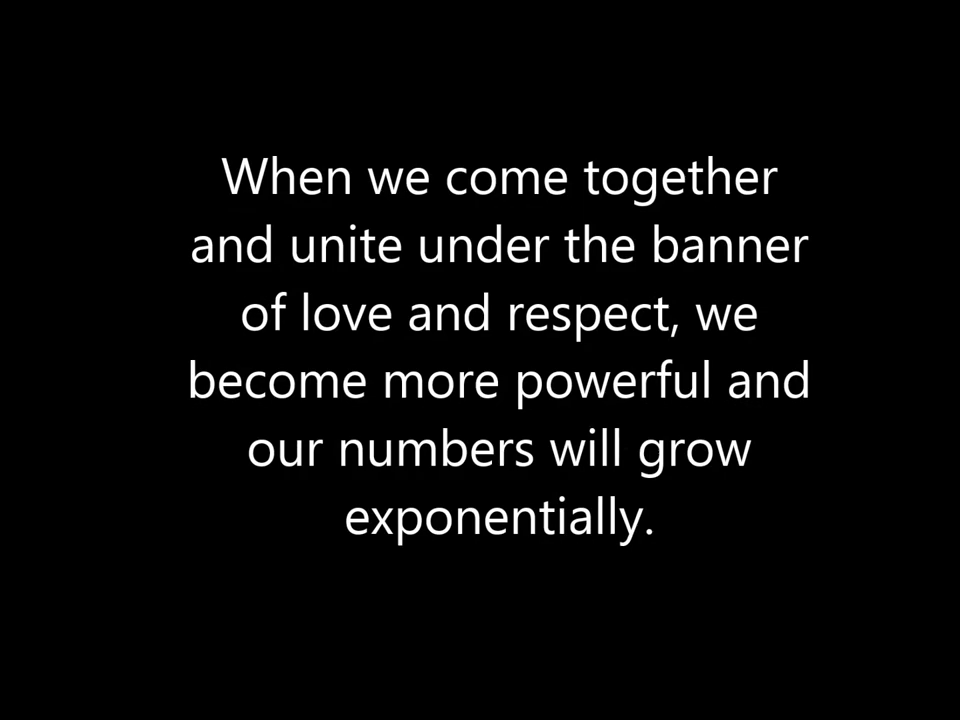 When we come together
and unite under the banner
of love and respect, we
become more powerful and
our numbers will grow
exponentially.